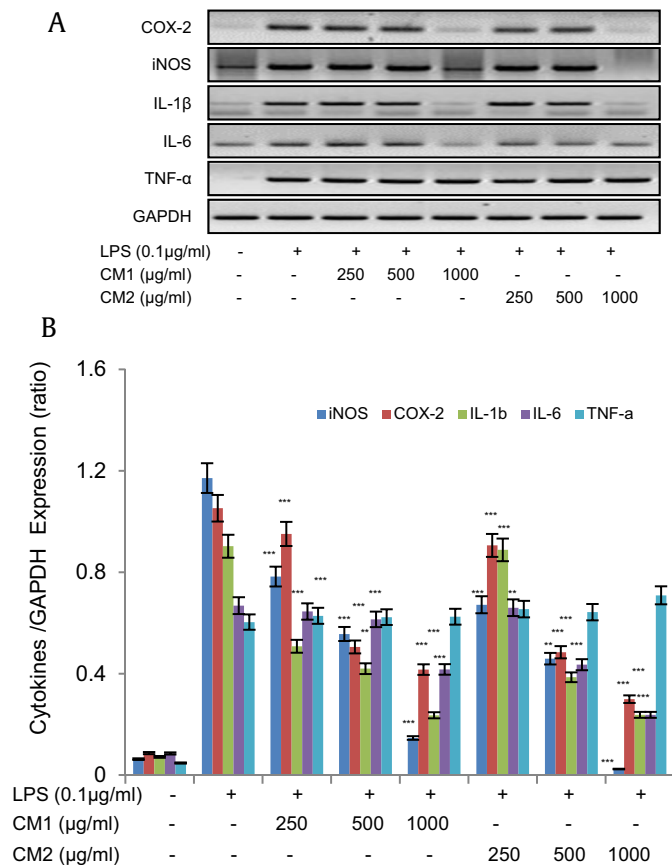 A
COX-2
iNOS
IL-1β
IL-6
TNF-α
GAPDH
LPS (0.1µg/ml) - + + + + + + +
CM1 (µg/ml) - - 250 500 1000 - - -
CM2 (µg/ml) - - - - - 250 500 1000
B
Cytokines /GAPDH Expression (ratio)
1.6
iNOS COX-2 IL-1b IL-6 TNF-a
1.2
*** *** *** *** *** *** ** *** *** *** *** *** *** *** *** *** *** ** ** *** *** *** *** *** *** ***
0.8
0.4
0
LPS (0.1µg/ml) - + + + + + + +
CM1 (µg/ml) - - 250 500 1000 - - -
CM2 (µg/ml) - - - - - 250 500 1000